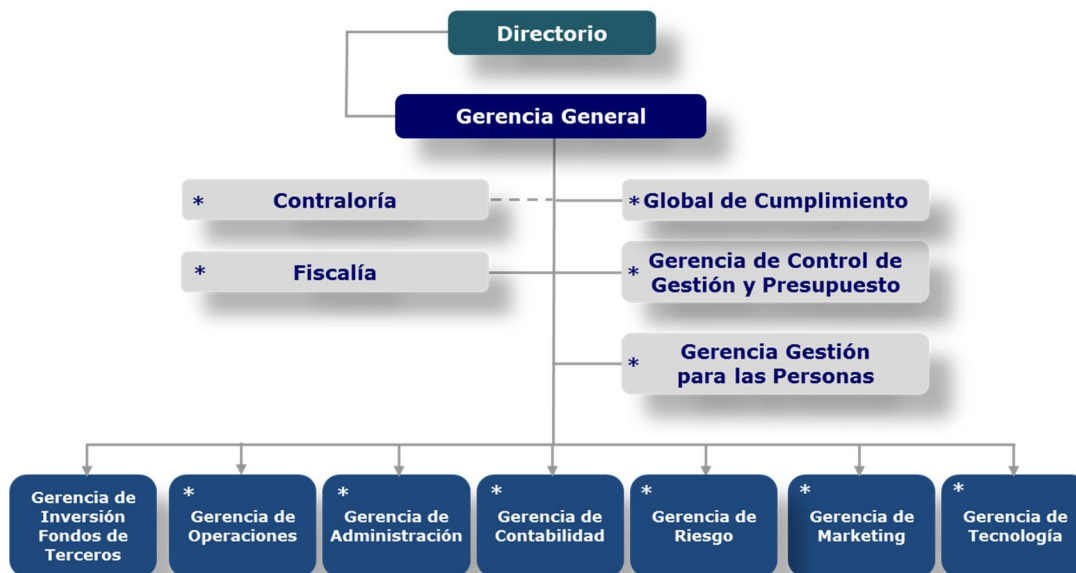 Directorio
Gerencia General
* Contraloría
* Global de Cumplimiento
* Fiscalía
* Gerencia de Control de
Gestión y Presupuesto
* Gerencia Gestión
para las Personas
Gerencia de
Inversión
Fondos de
Terceros
*
Gerencia de
Operaciones
*
Gerencia de
Administración
*
Gerencia de
Contabilidad
*
Gerencia de
Riesgo
*
Gerencia de
Marketing
*
Gerencia de
Tecnología